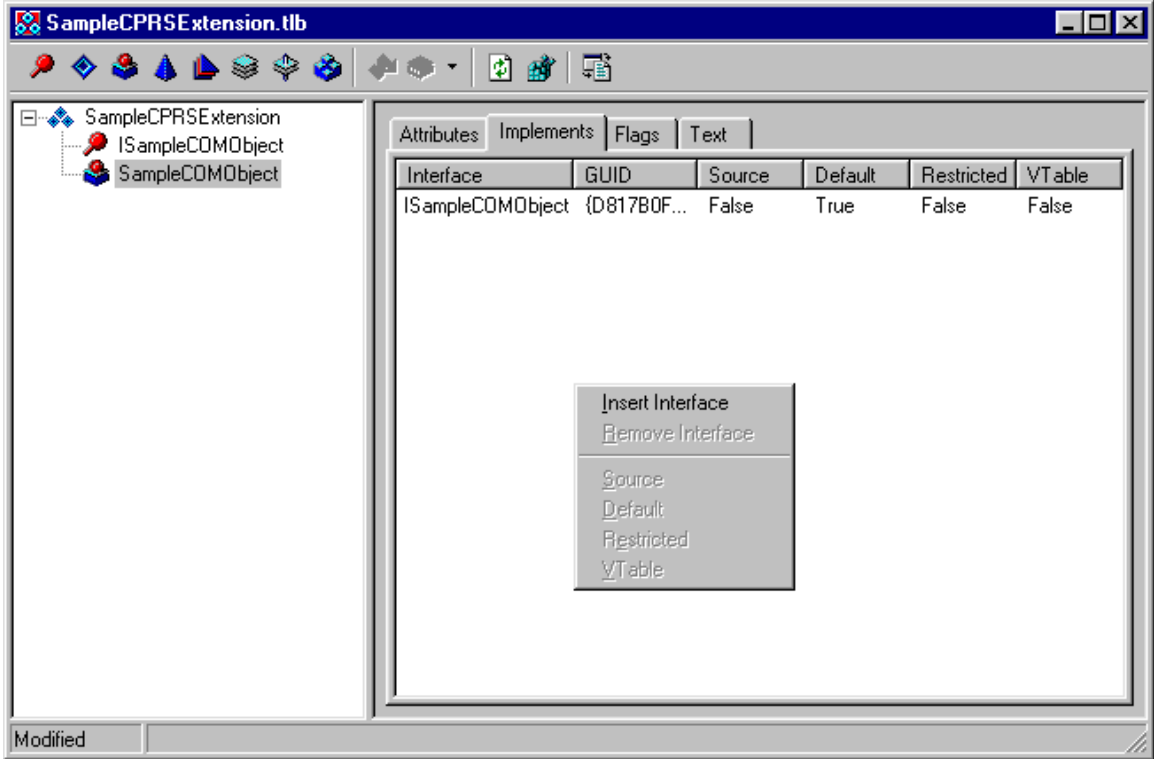 SampleCPRSExtension.tlb
SampleCPRSExtension
ISampleCOMObject
SampleCOMObject
Attributes Implements Flags Text
Interface GUID Source Default Restricted VTable
ISampleCOMObject {D817B0F... False True False False
Insert Interface
Remove Interface
Source
Default
Restricted
VTable
Modified